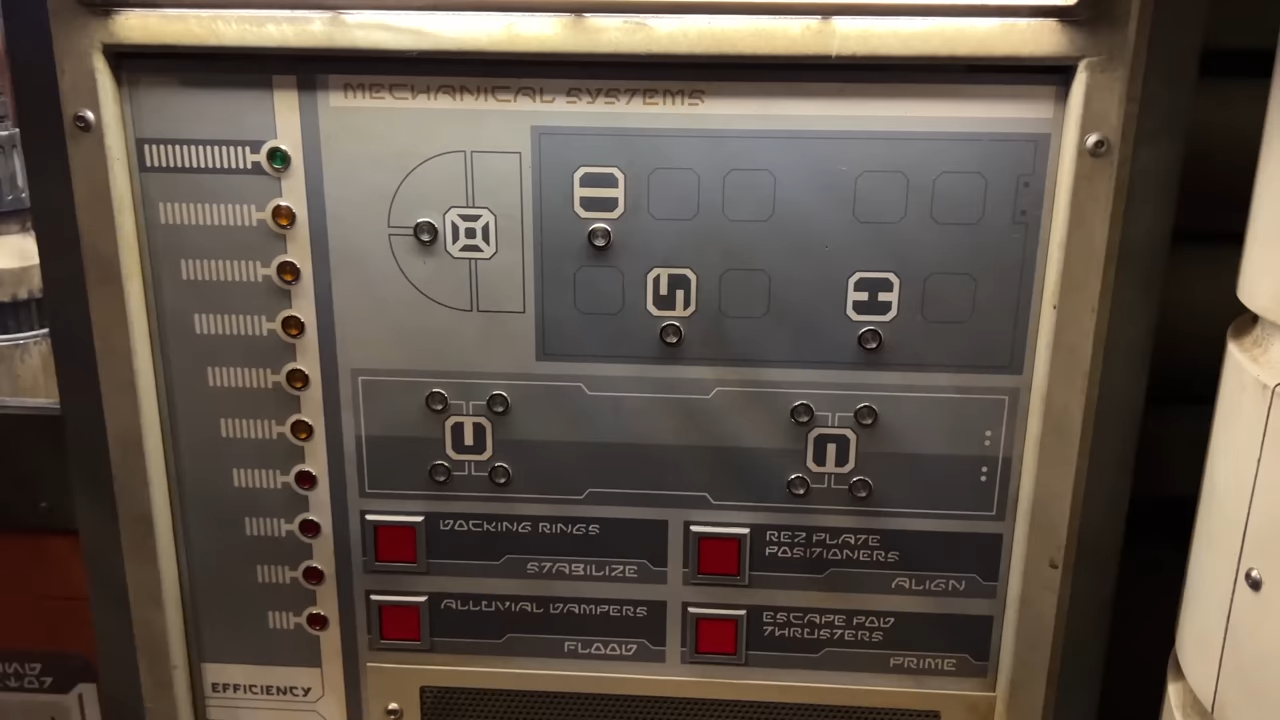 MECHANICAL SYSTEMS
DOCKING RINGS
STABILIZE
REZ PLATE
POSITIONERS
ALIGN
ALLUVIAL DAMPERS
FLOOD
ESCAPE POD
THRUSTERS
PRIME
EFFICIENCY